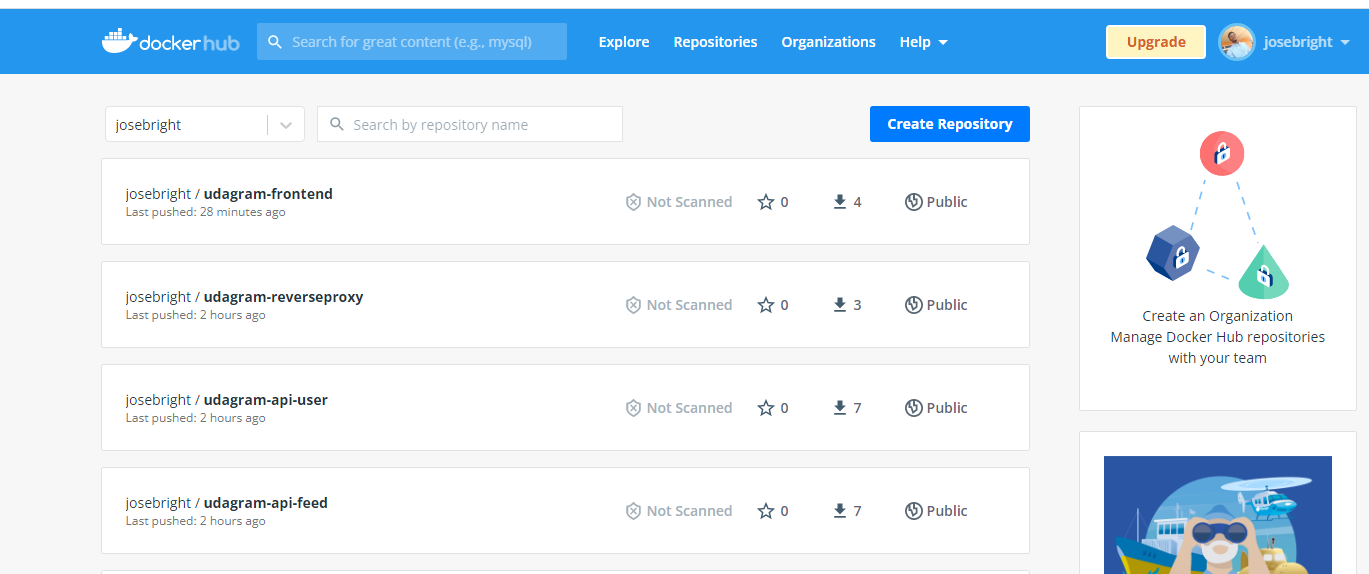 docker hub
Search for great content (e.g., mysql)
Explore
Repositories
Organizations
Help
Upgrade
josebright
josebright
Search by repository name
Create Repository
josebright / udagram-frontend
Last pushed: 28 minutes ago
Not Scanned
0
4
Public
josebright / udagram-reverseproxy
Last pushed: 2 hours ago
Not Scanned
0
3
Public
josebright / udagram-api-user
Last pushed: 2 hours ago
Not Scanned
0
7
Public
josebright / udagram-api-feed
Last pushed: 2 hours ago
Not Scanned
0
7
Public
Create an Organization
Manage Docker Hub repositories
with your team